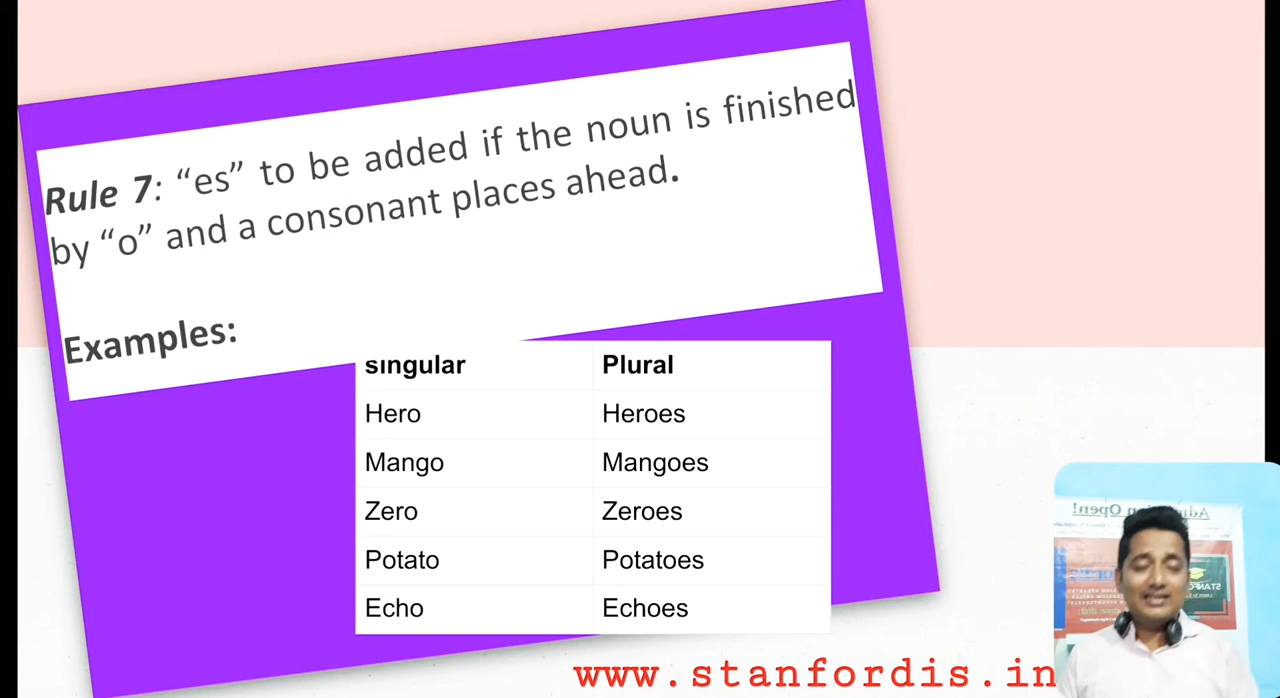 Rule 7: “es” to be added if the noun is finished
by “o” and a consonant places ahead.
Examples:
singular Plural
Hero Heroes
Mango Mangoes
Zero Zeroes
Potato Potatoes
Echo Echoes
www.stanfordis.in
Open!